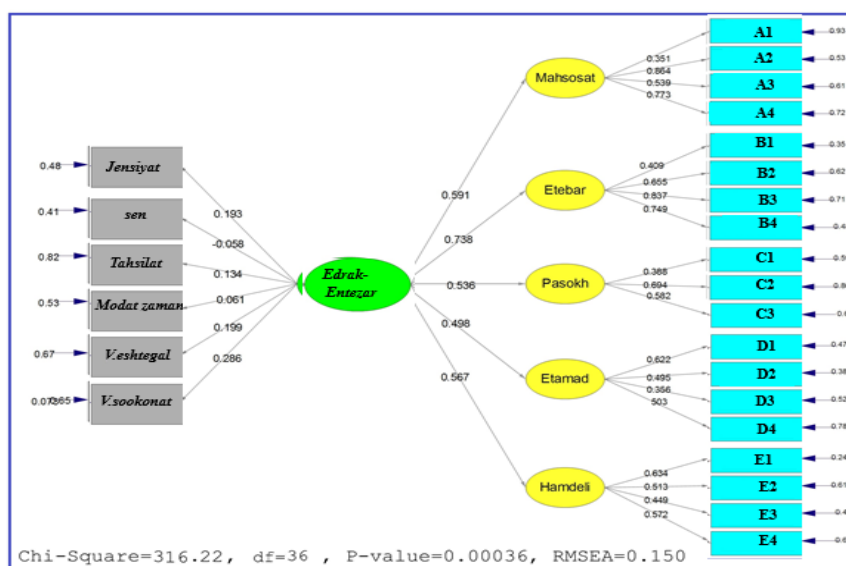 0.48
Jensiyat
0.41
sen
0.82
Tahsilat
0.53
Modat zaman
0.67
V.eshtegal
V.sookonat
0.193
-0.058
0.134
0.061
0.199
0.286
Edrak-
Entezar
0.591
0.738
0.536
0.498
0.567
Mahsosat
Etebar
Pasokh
Etamad
Hamdeli
0.351
0.864
0.539
0.773
0.409
0.655
0.837
0.749
0.388
0.694
0.582
0.622
0.495
0.356
503
0.634
0.513
0.449
0.572
A1
0.93
A2
0.53
A3
0.61
A4
0.72
B1
0.35
B2
0.62
B3
0.71
B4
C1
C2
C3
D1
0.47
D2
0.38
D3
0.52
D4
0.78
E1
0.24
E2
0.61
E3
E4
Chi-Square=316.22, df=36 , P-value=0.00036, RMSEA=0.150